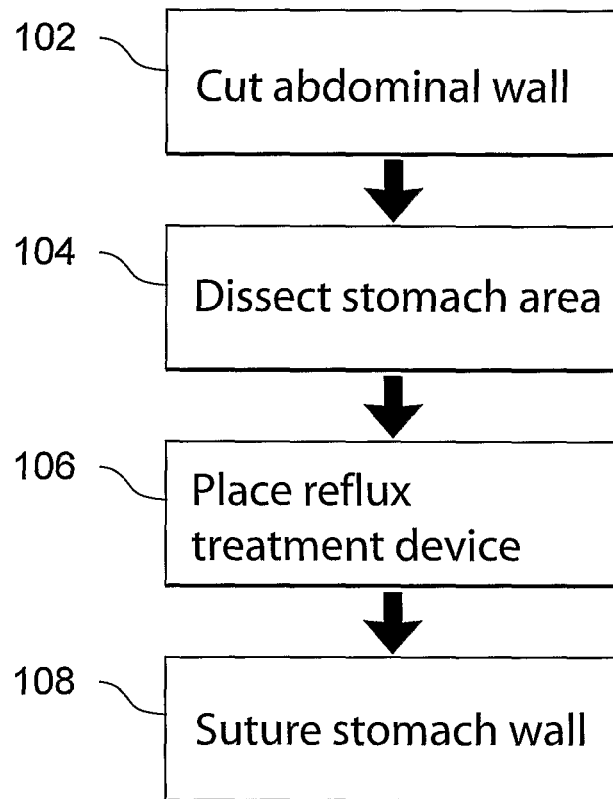 102
Cut abdominal wall
104
Dissect stomach area
106
Place reflux
treatment device
108
Suture stomach wall